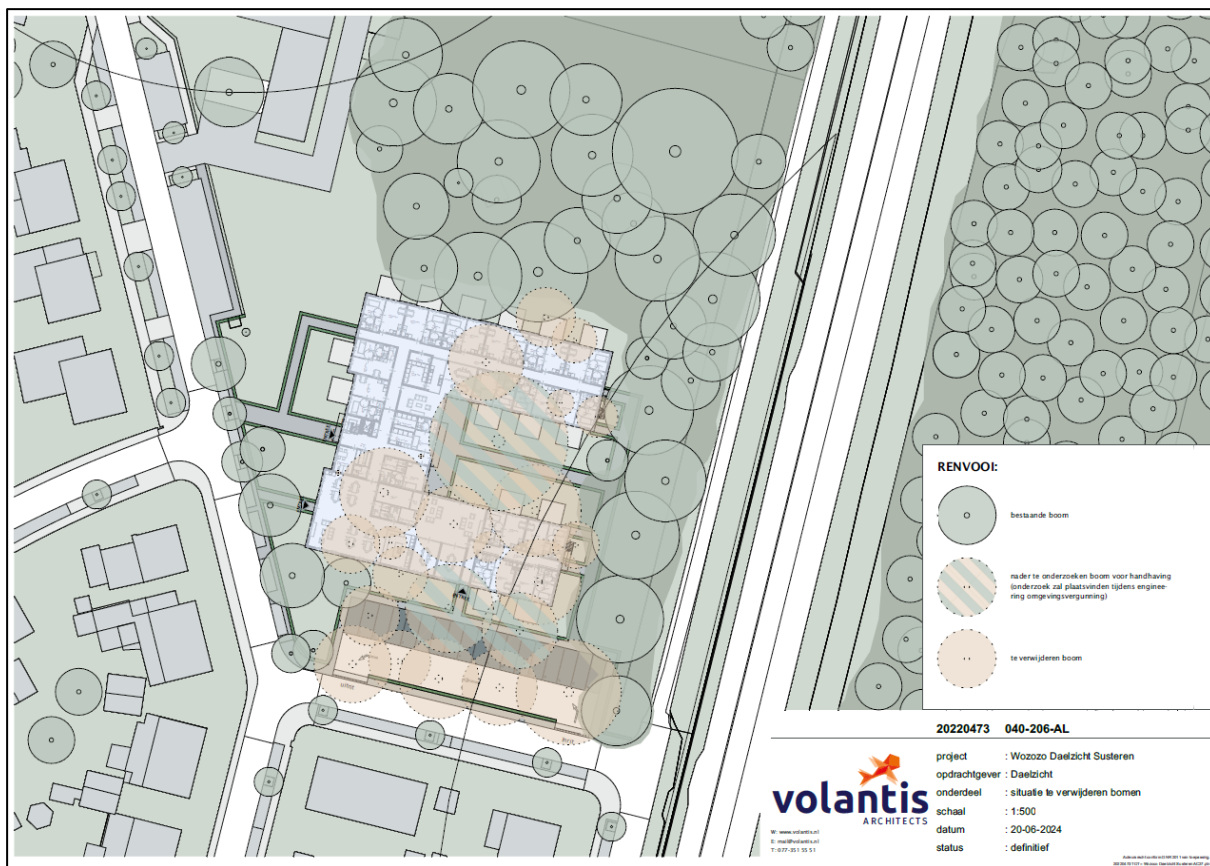 RENVOOI:
bestaande boom
nader te onderzoeken boom voor handhaving
(onderzoek zal plaatsvinden tijdens enginee-
ring omgevingsvergunning)
te verwijderen boom
20220473 040-206-AL
project : Wozozo Daelzicht Susteren
opdrachtgever : Daelzicht
onderdeel : situatie te verwijderen bomen
schaal : 1:500
datum : 20-06-2024
status : definitief
volantis
ARCHITECTS
W: www.volantis.nl
E: mail@volantis.nl
T: 077-351 55 51